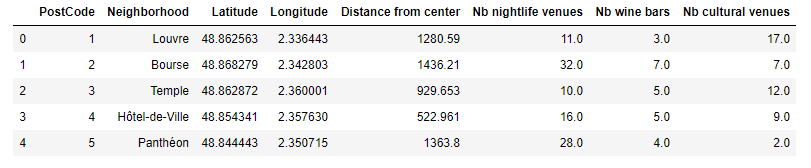 PostCode Neighborhood Latitude Longitude Distance from center Nb nightlife venues Nb wine bars Nb cultural venues
0 1 Louvre 48.862563 2.336443 1280.59 11.0 3.0 17.0
1 2 Bourse 48.868279 2.342803 1436.21 32.0 7.0 7.0
2 3 Temple 48.862872 2.360001 929.653 10.0 5.0 12.0
3 4 Hôtel-de-Ville 48.854341 2.357630 522.961 16.0 5.0 9.0
4 5 Panthéon 48.844443 2.350715 1363.8 28.0 4.0 2.0